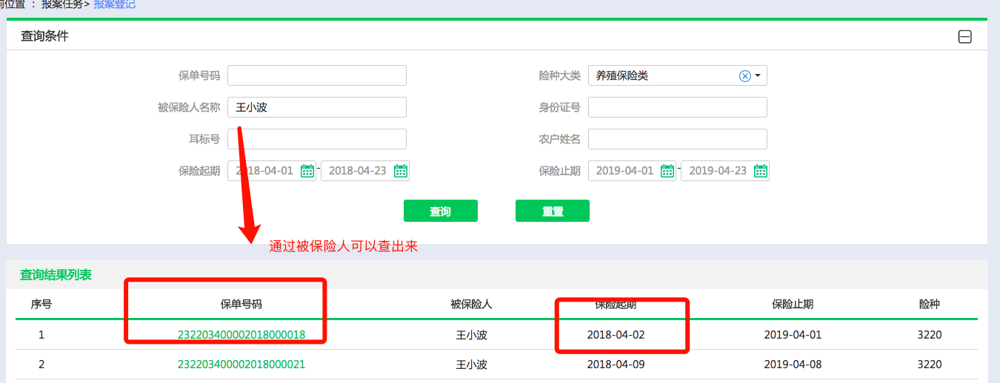 前位置 ： 报案任务> 报案登记
查询条件
保单号码
险种大类 养殖保险类
被保险人名称 王小波
身份证号
耳标号
农户姓名
保险起期 2018-04-01 - 2018-04-23
保险止期 2019-04-01 - 2019-04-23
查询 重置
通过被保险人可以查出来
查询结果列表
序号 保单号码 被保险人 保险起期 保险止期 险种
1 232203400002018000018 王小波 2018-04-02 2019-04-01 3220
2 232203400002018000021 王小波 2018-04-09 2019-04-08 3220